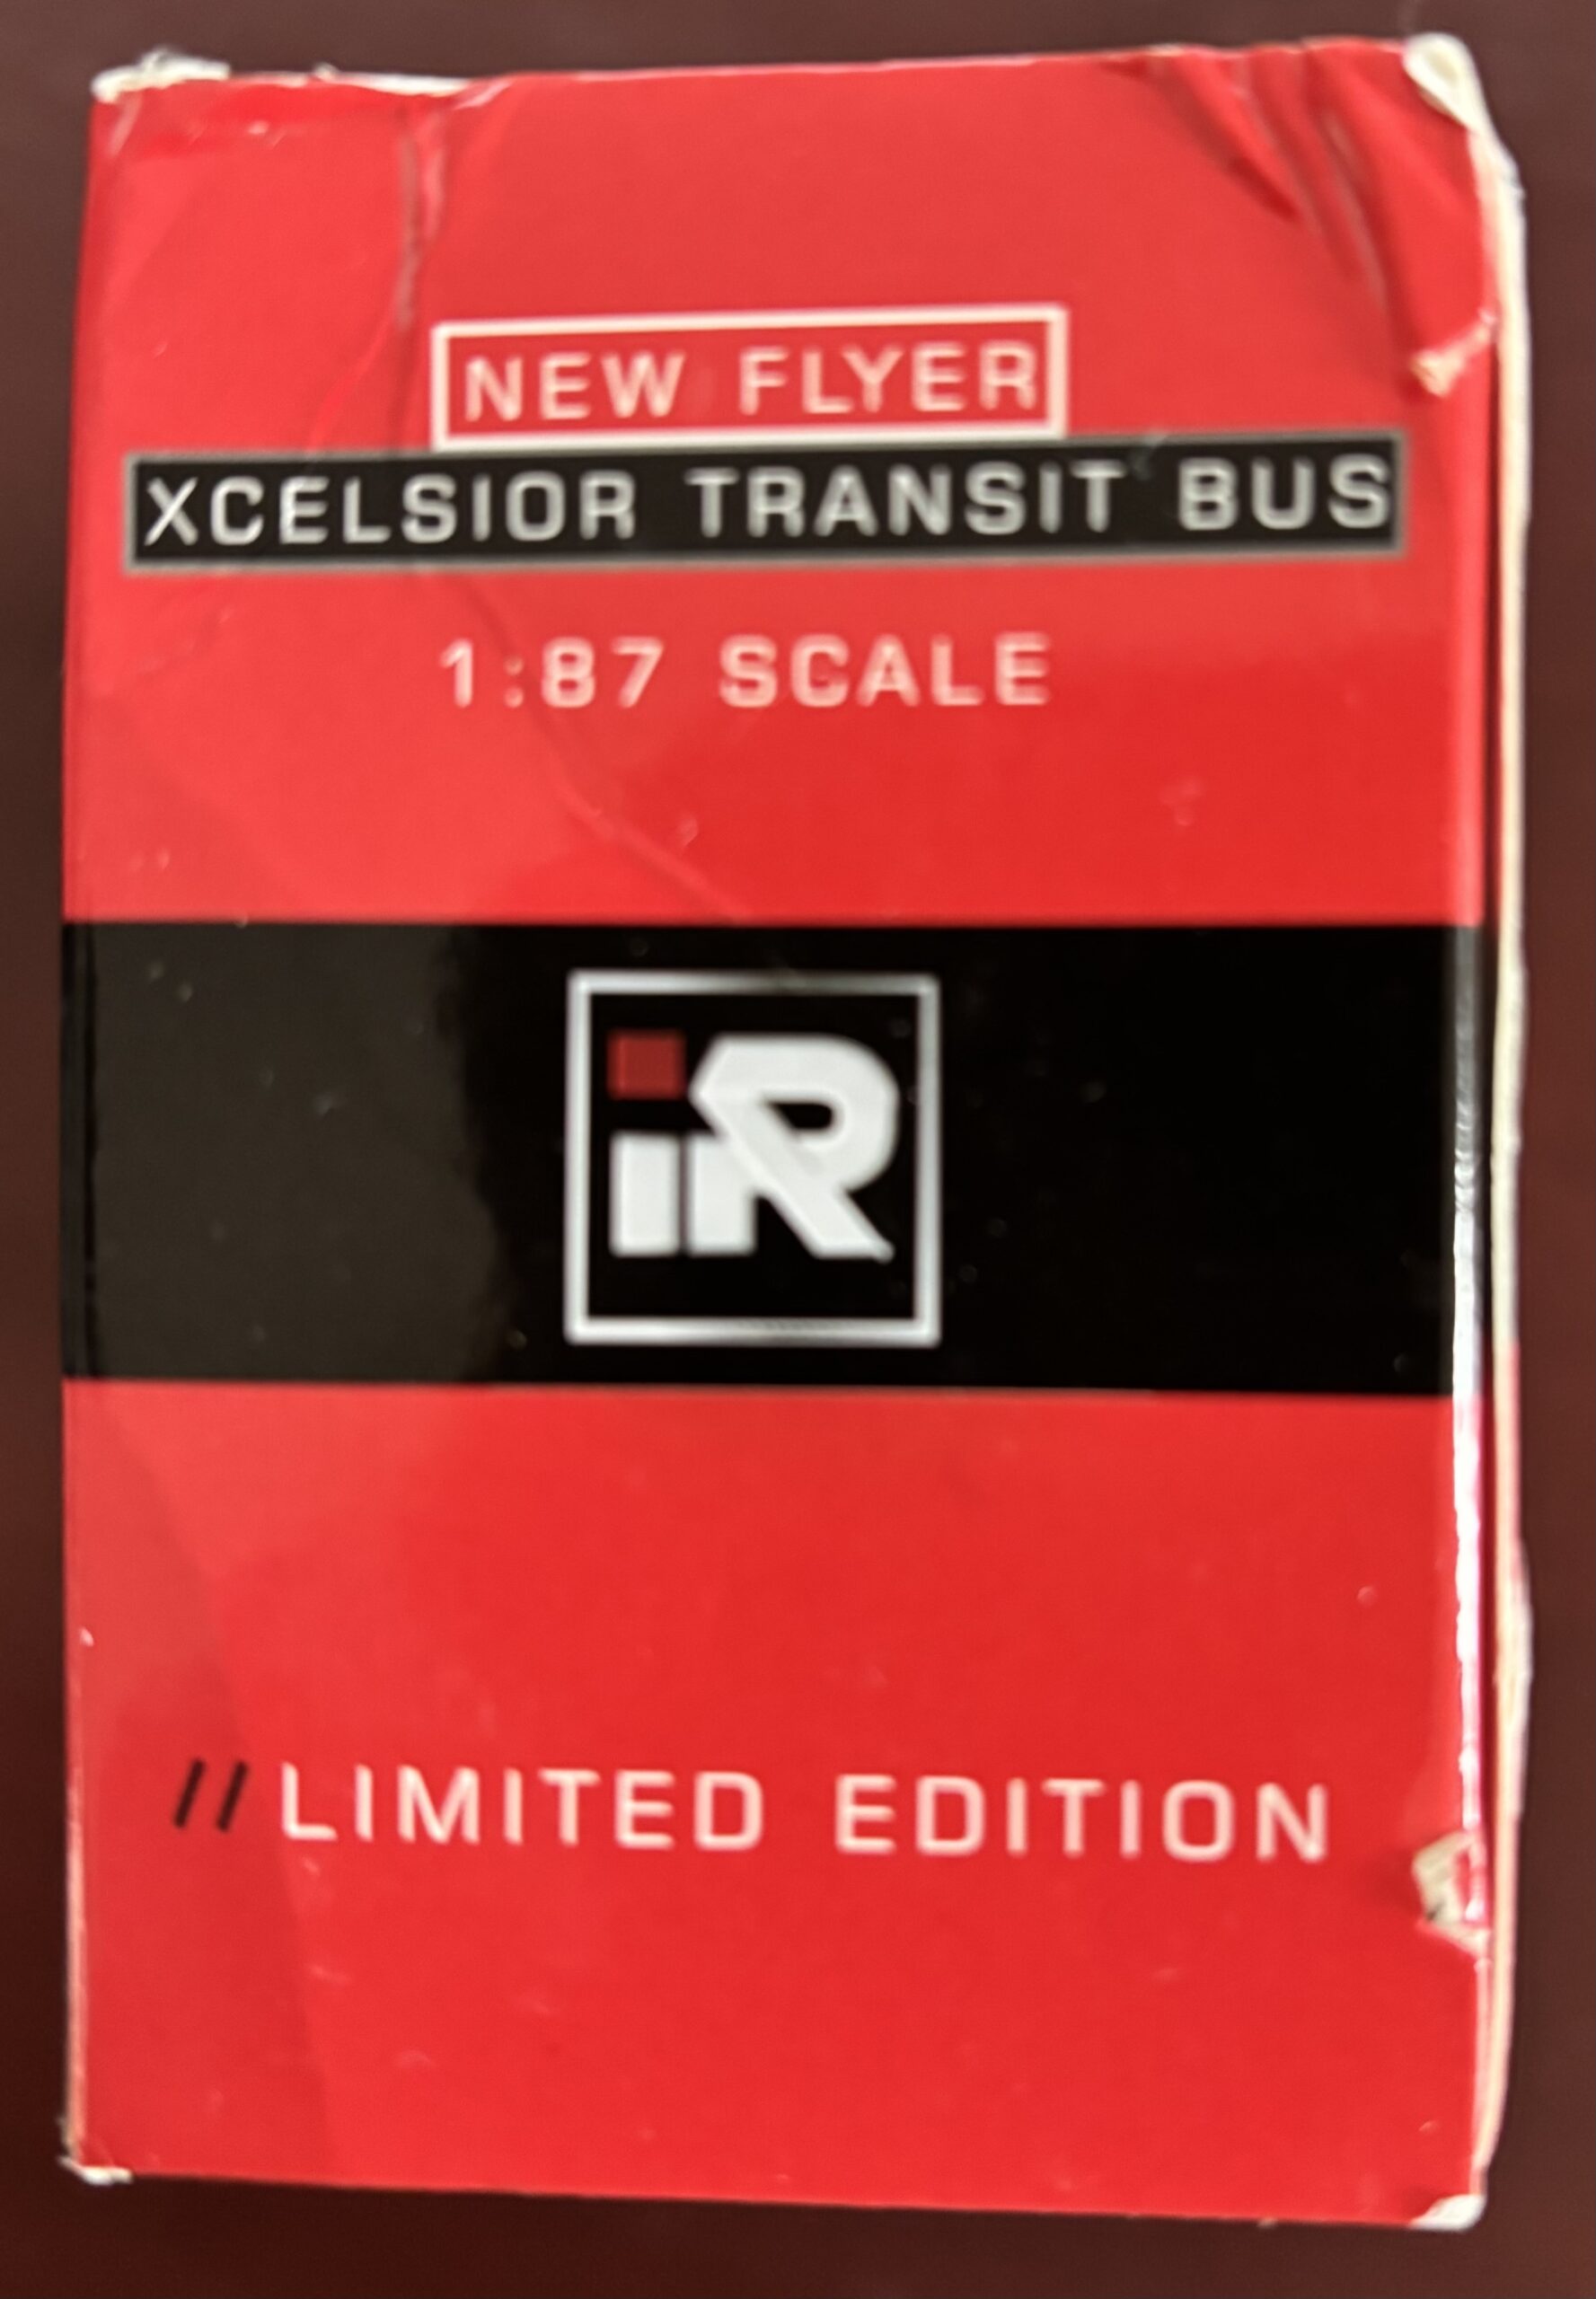 NEW FLYER
XCELSIOR TRANSIT BUS
1:87 SCALE
iR
// LIMITED EDITION